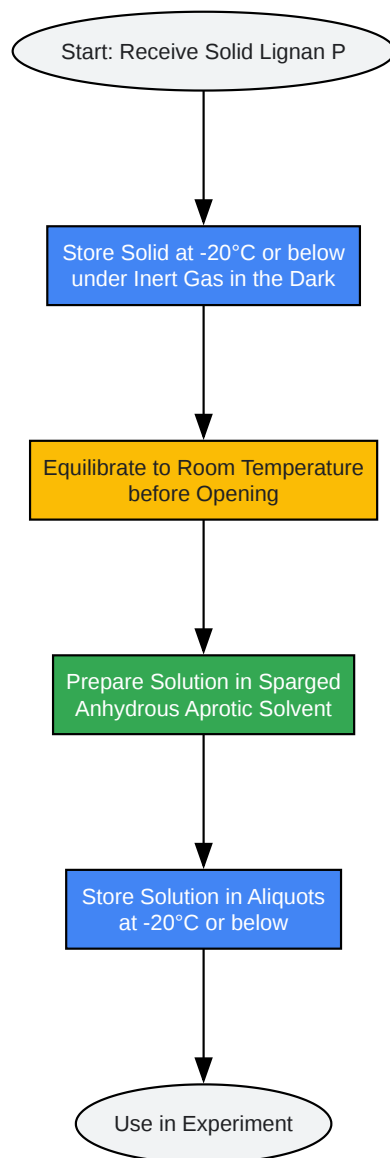 Start: Receive Solid Lignan P
Store Solid at -20°C or below
under Inert Gas in the Dark
Equilibrate to Room Temperature
before Opening
Prepare Solution in Sparged
Anhydrous Aprotic Solvent
Store Solution in Aliquots
at -20°C or below
Use in Experiment